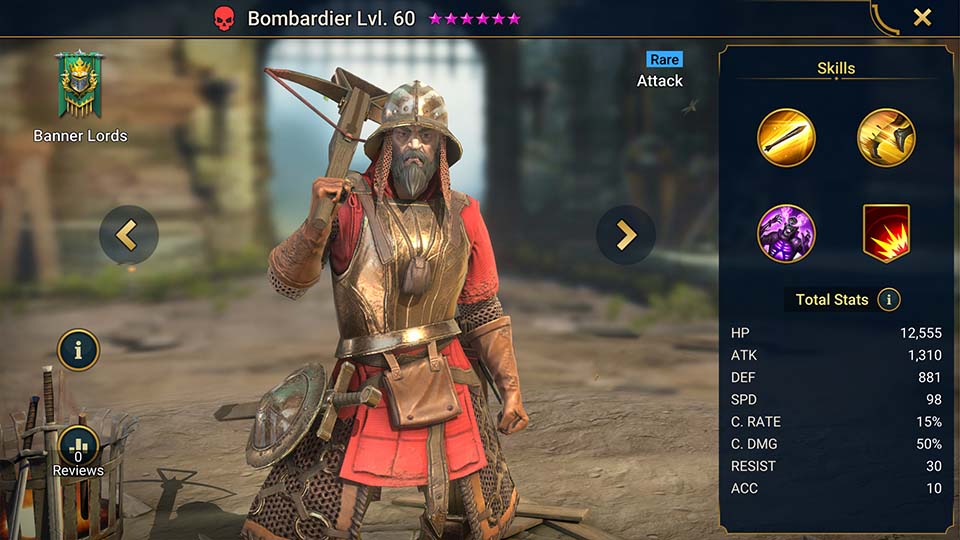 Bombardier Lvl. 60
Banner Lords
Rare
Attack
0
Reviews
Skills
Total Stats i
HP 12,555
ATK 1,310
DEF 881
SPD 98
C. RATE 15%
C. DMG 50%
RESIST 30
ACC 10